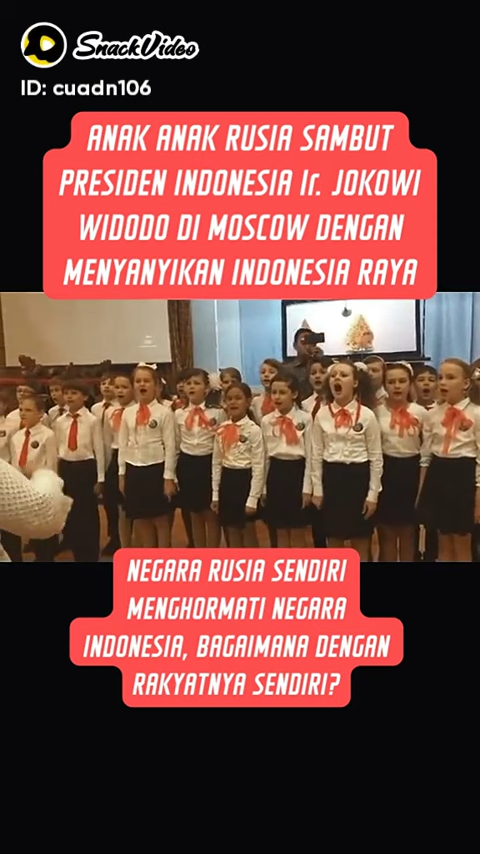 SnackVideo
ID: cuadn106
ANAK ANAK RUSIA SAMBUT
PRESIDEN INDONESIA Ir. JOKOWI
WIDODO DI MOSCOW DENGAN
MENYANYIKAN INDONESIA RAYA
NEGARA RUSIA SENDIRI
MENGHORMATI NEGARA
INDONESIA, BAGAIMANA DENGAN
RAKYATNYA SENDIRI?